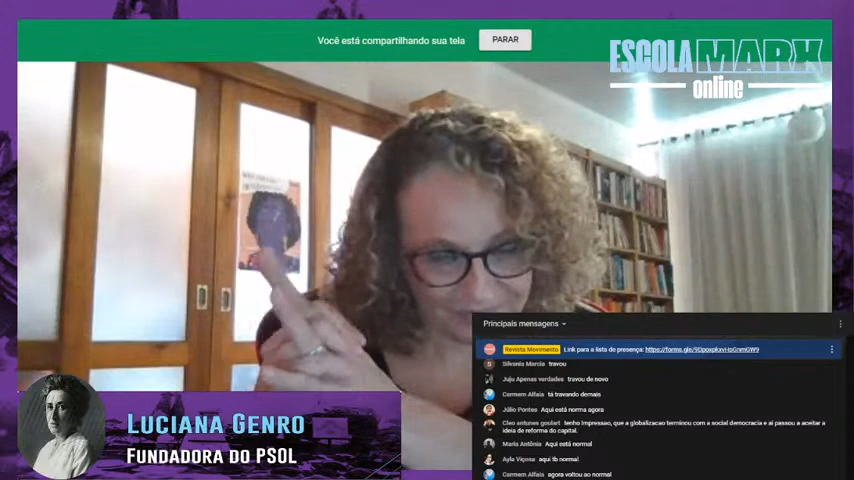 Você está compartilhando sua tela
PARAR
ESCOLA MARX
online
Principais mensagens
Revista Movimento Link para a lista de presença:
Silvania Marcia travou
Juju Apenas verdades travou de novo
Carmem Alfaia tá travando demais
Júlio Pontes Aqui está norma agora
Cleo antunes goulart tenho impressao, que a globalizacao terminou com a social democracia e ai passou a aceitar a
ideia de reforma do capital.
Maria Antônia Aqui está normal
Ayla Viçosa aqui tb normal
Carmem Alfaia agora voltou ao normal
LUCIANA GENRO
FUNDADORA DO PSOL